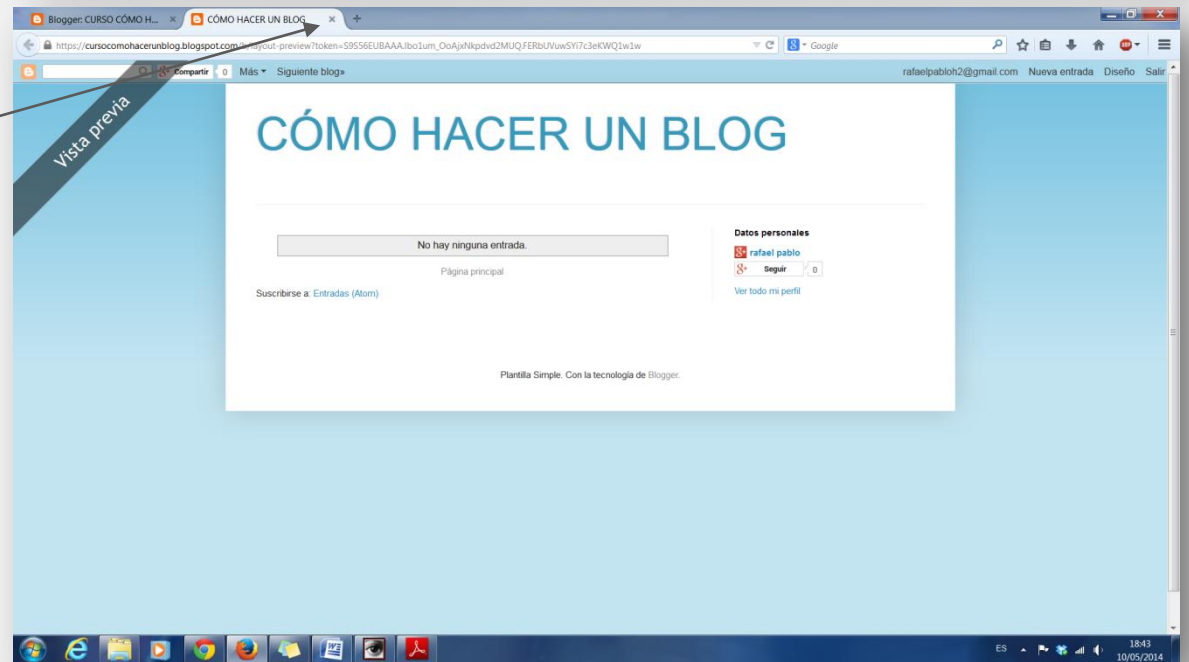 Blogger: CURSO CÓMO H...
CÓMO HACER UN BLOG
https://cursocomohacerunblog.blogspot.com
Google
Compartir 0 Más Siguiente blog»
rafaelpabloh2@gmail.com Nueva entrada Diseño Salir
Vista previa
CÓMO HACER UN BLOG
No hay ninguna entrada.
Página principal
Suscribirse a: Entradas (Atom)
Datos personales
rafael pablo
Seguir 0
Ver todo mi perfil
Plantilla Simple. Con la tecnología de Blogger.
ES
18:43
10/05/2014